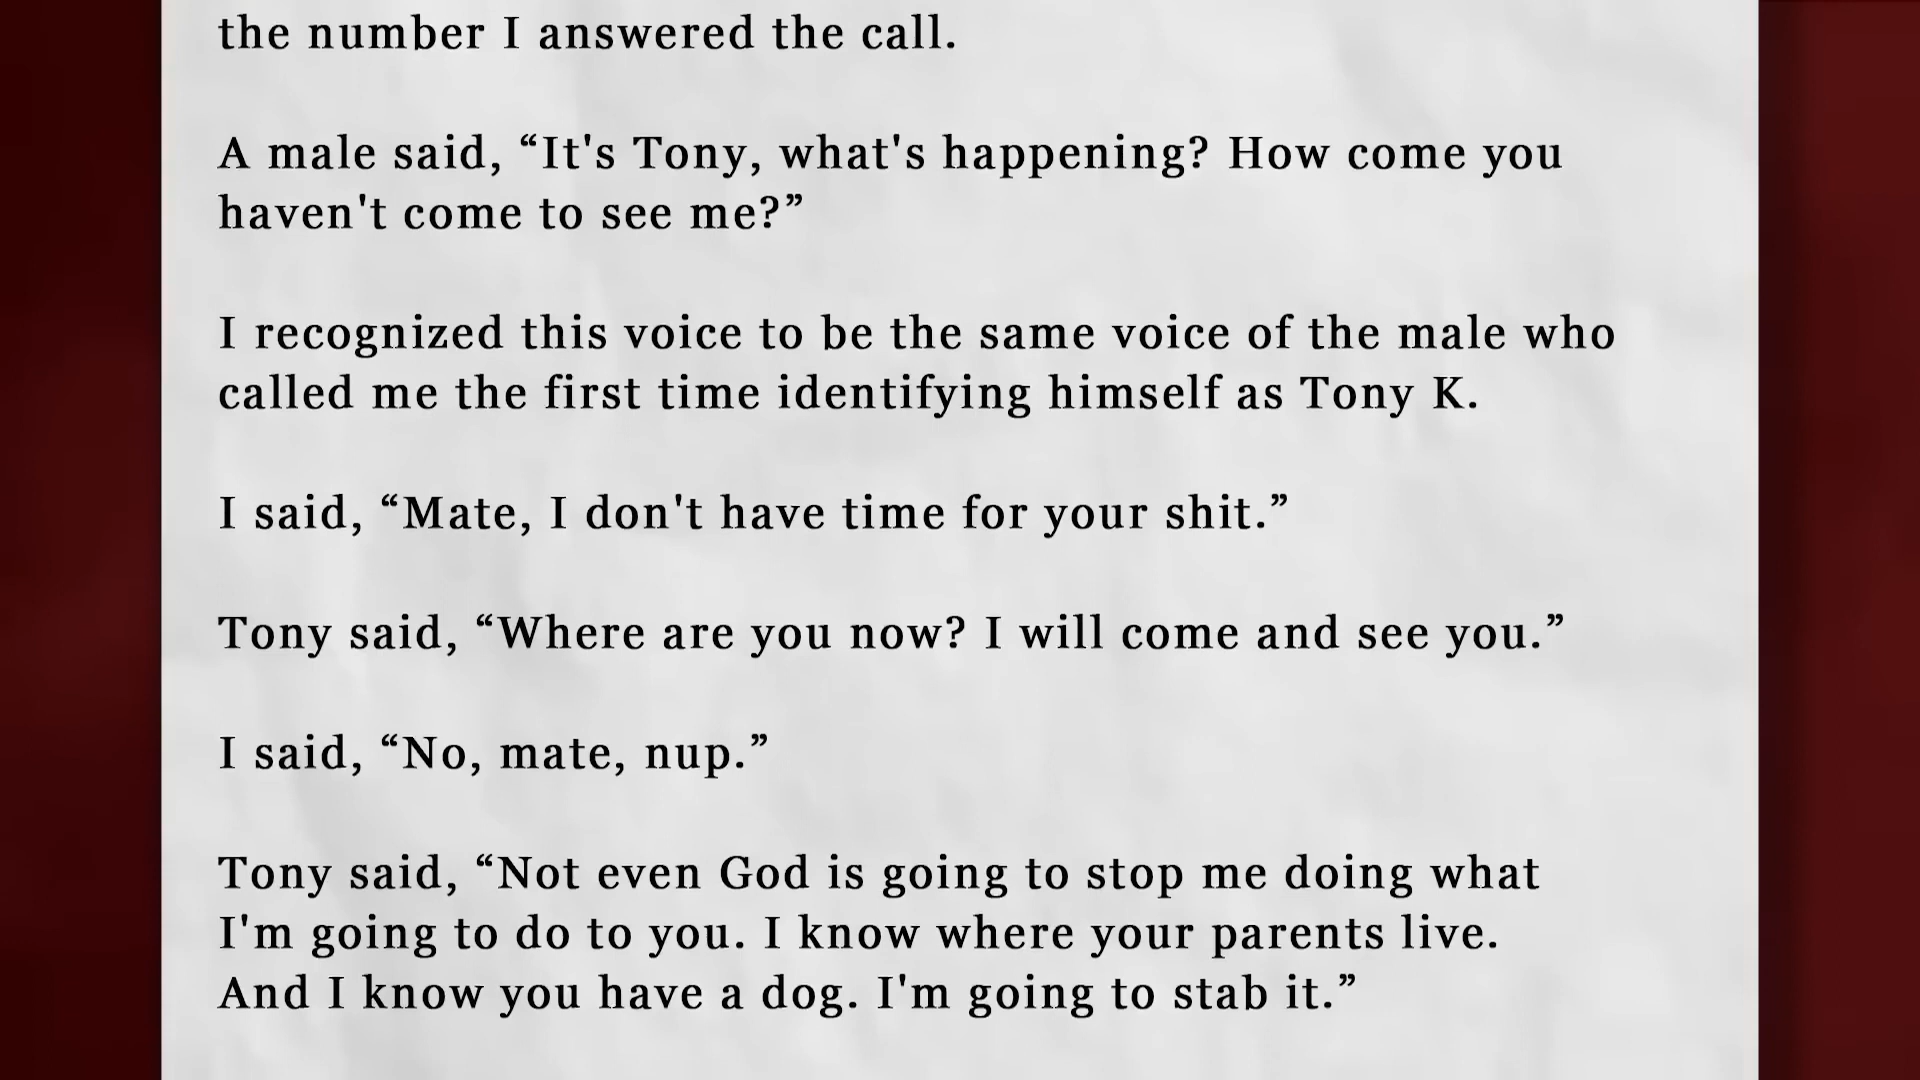 the number I answered the call.
A male said, “It's Tony, what's happening? How come you
haven't come to see me?”
I recognized this voice to be the same voice of the male who
called me the first time identifying himself as Tony K.
I said, “Mate, I don't have time for your shit.”
Tony said, “Where are you now? I will come and see you.”
I said, “No, mate, nup.”
Tony said, “Not even God is going to stop me doing what
I'm going to do to you. I know where your parents live.
And I know you have a dog. I'm going to stab it.”